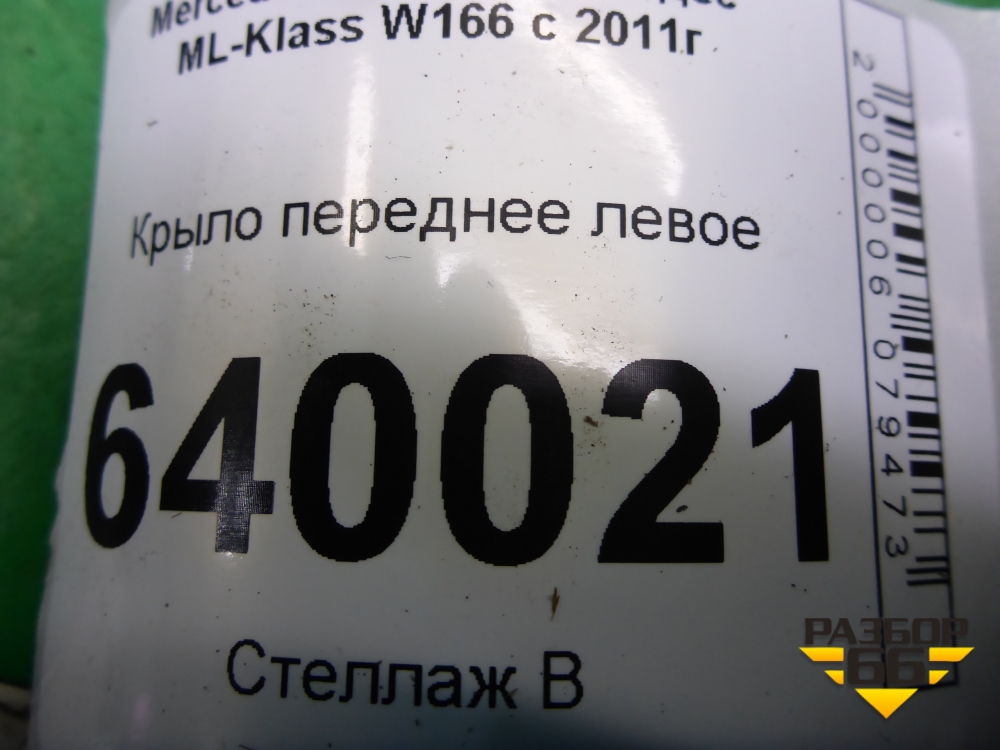 ML-Klass W166 с 2011г
Крыло переднее левое
640021
Стеллаж В
2000006079473
РАЗБОР
66